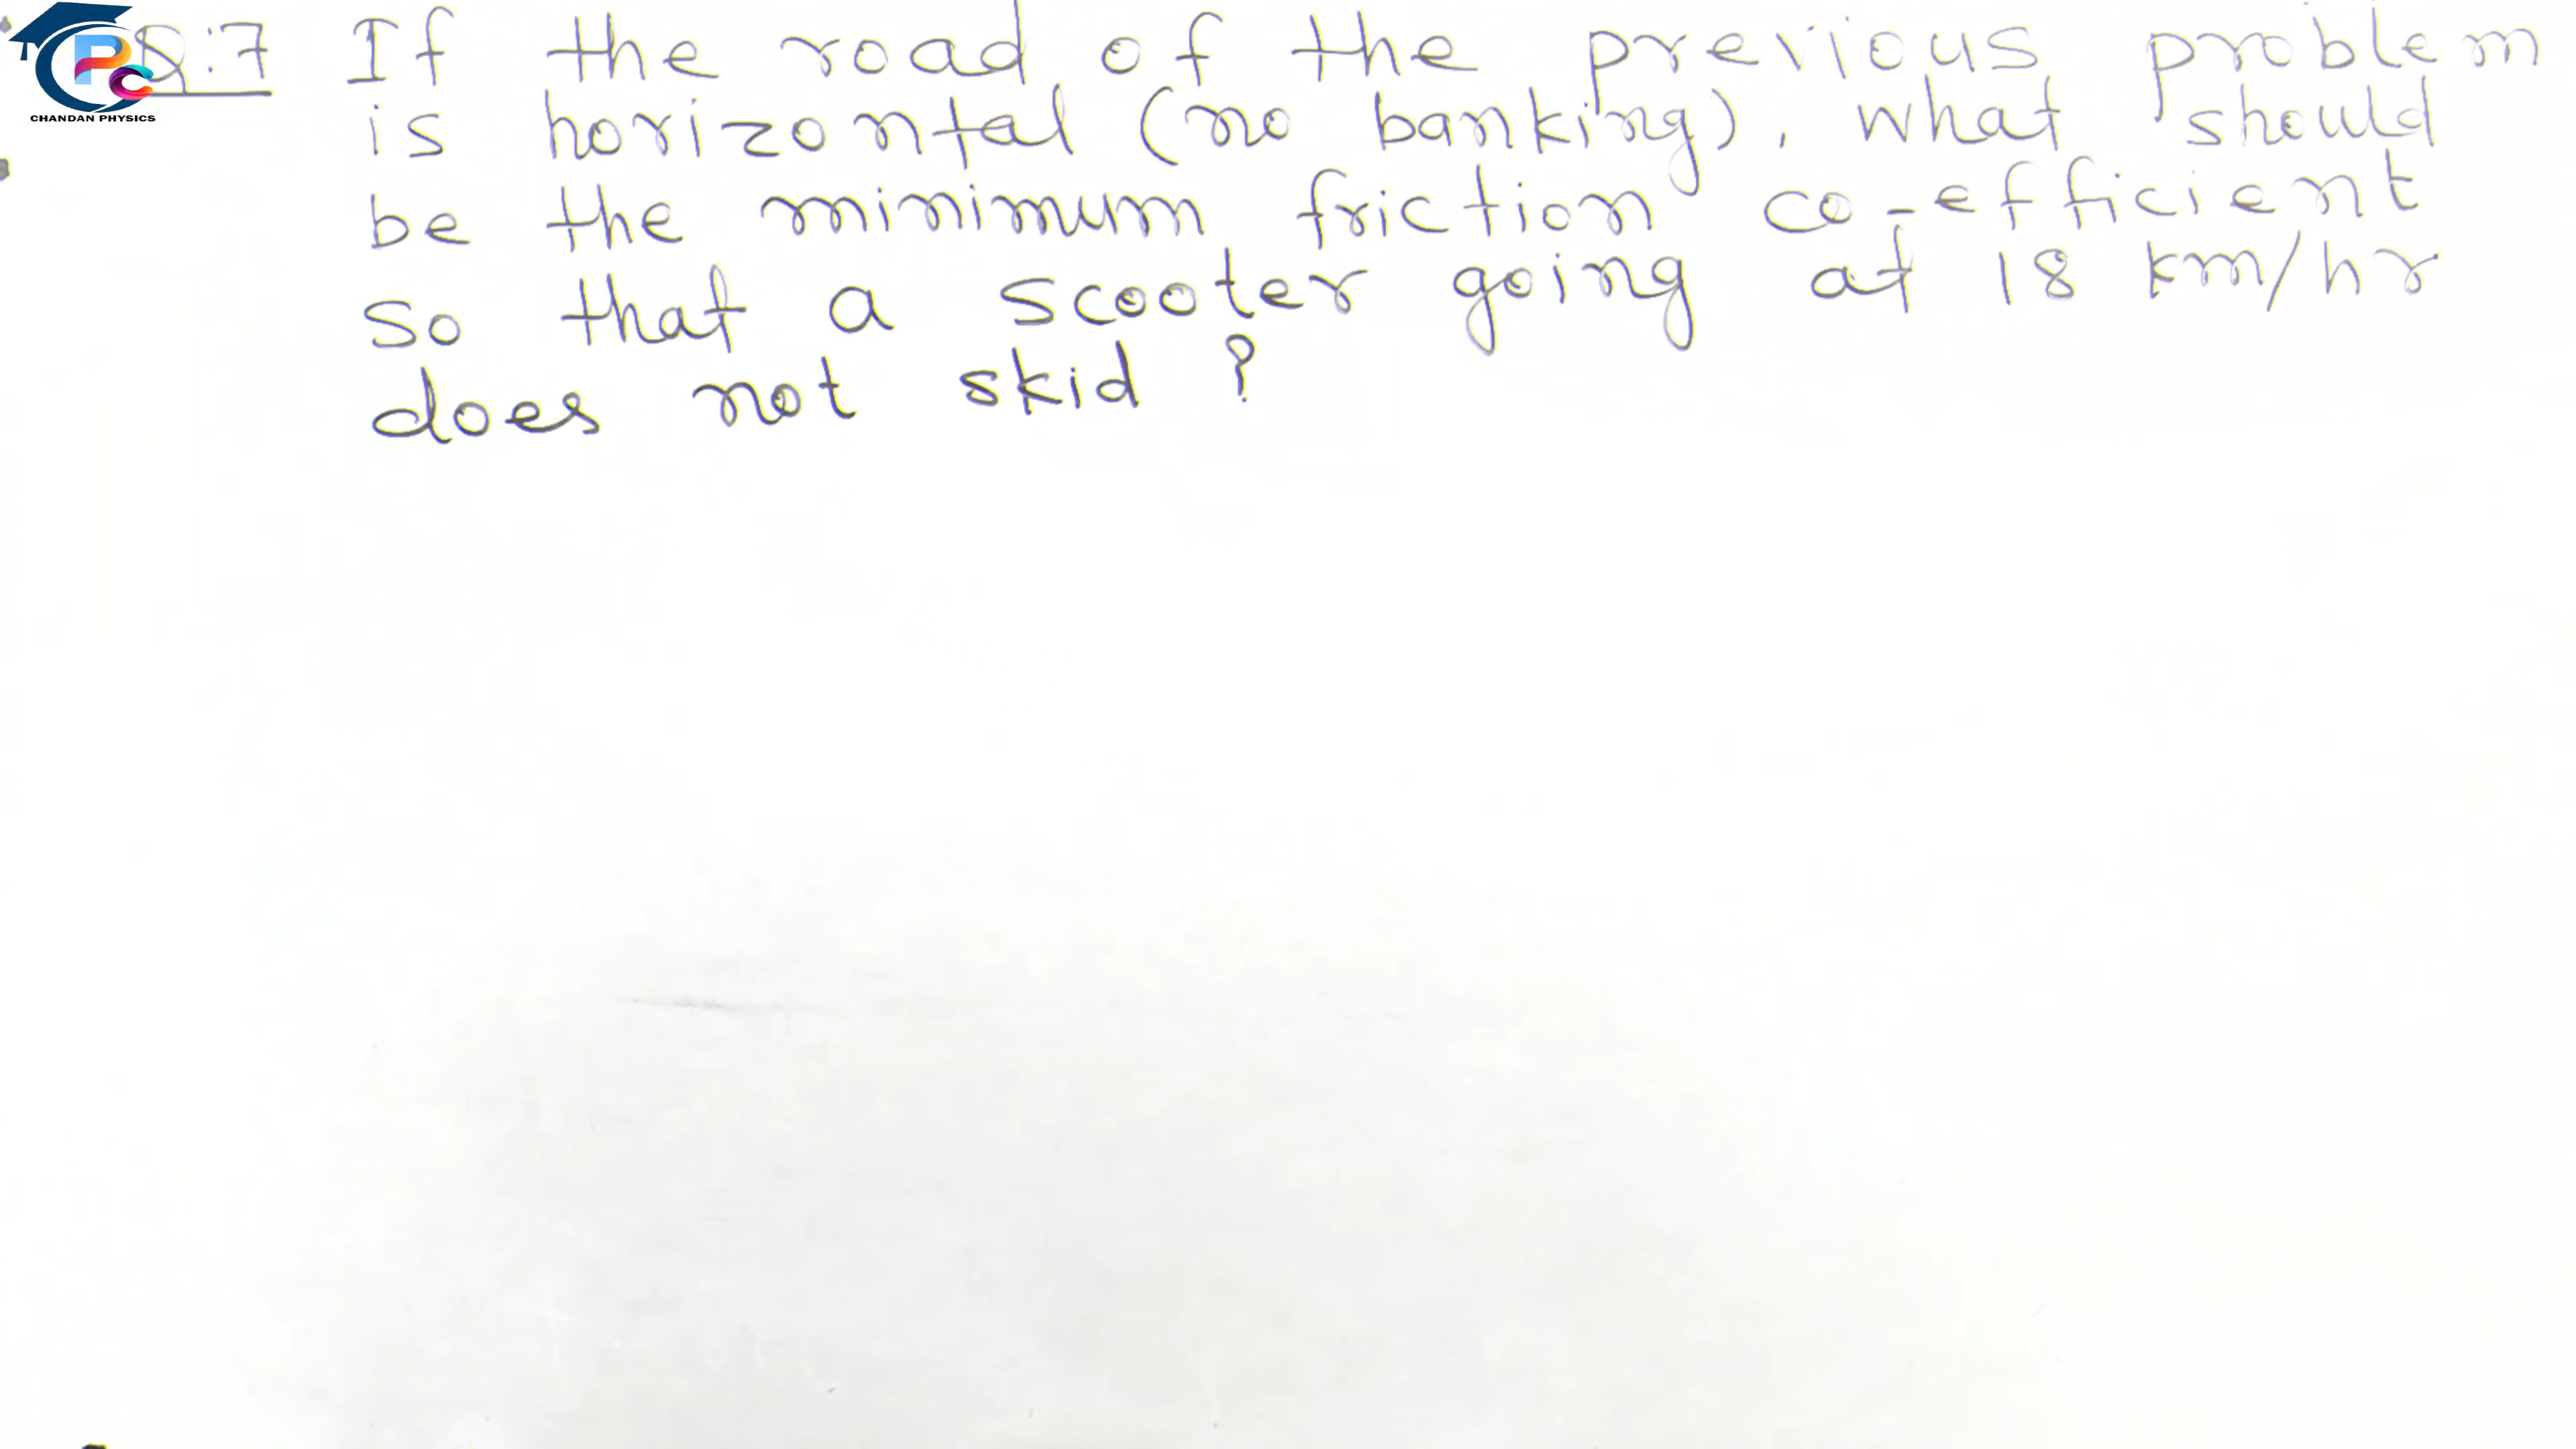 Q:7 If the road of the previous problem
is horizontal (no banking), what should
be the minimum friction co-efficient
so that a scooter going at 18 km/hr
does not skid ?
PC
CHANDAN PHYSICS